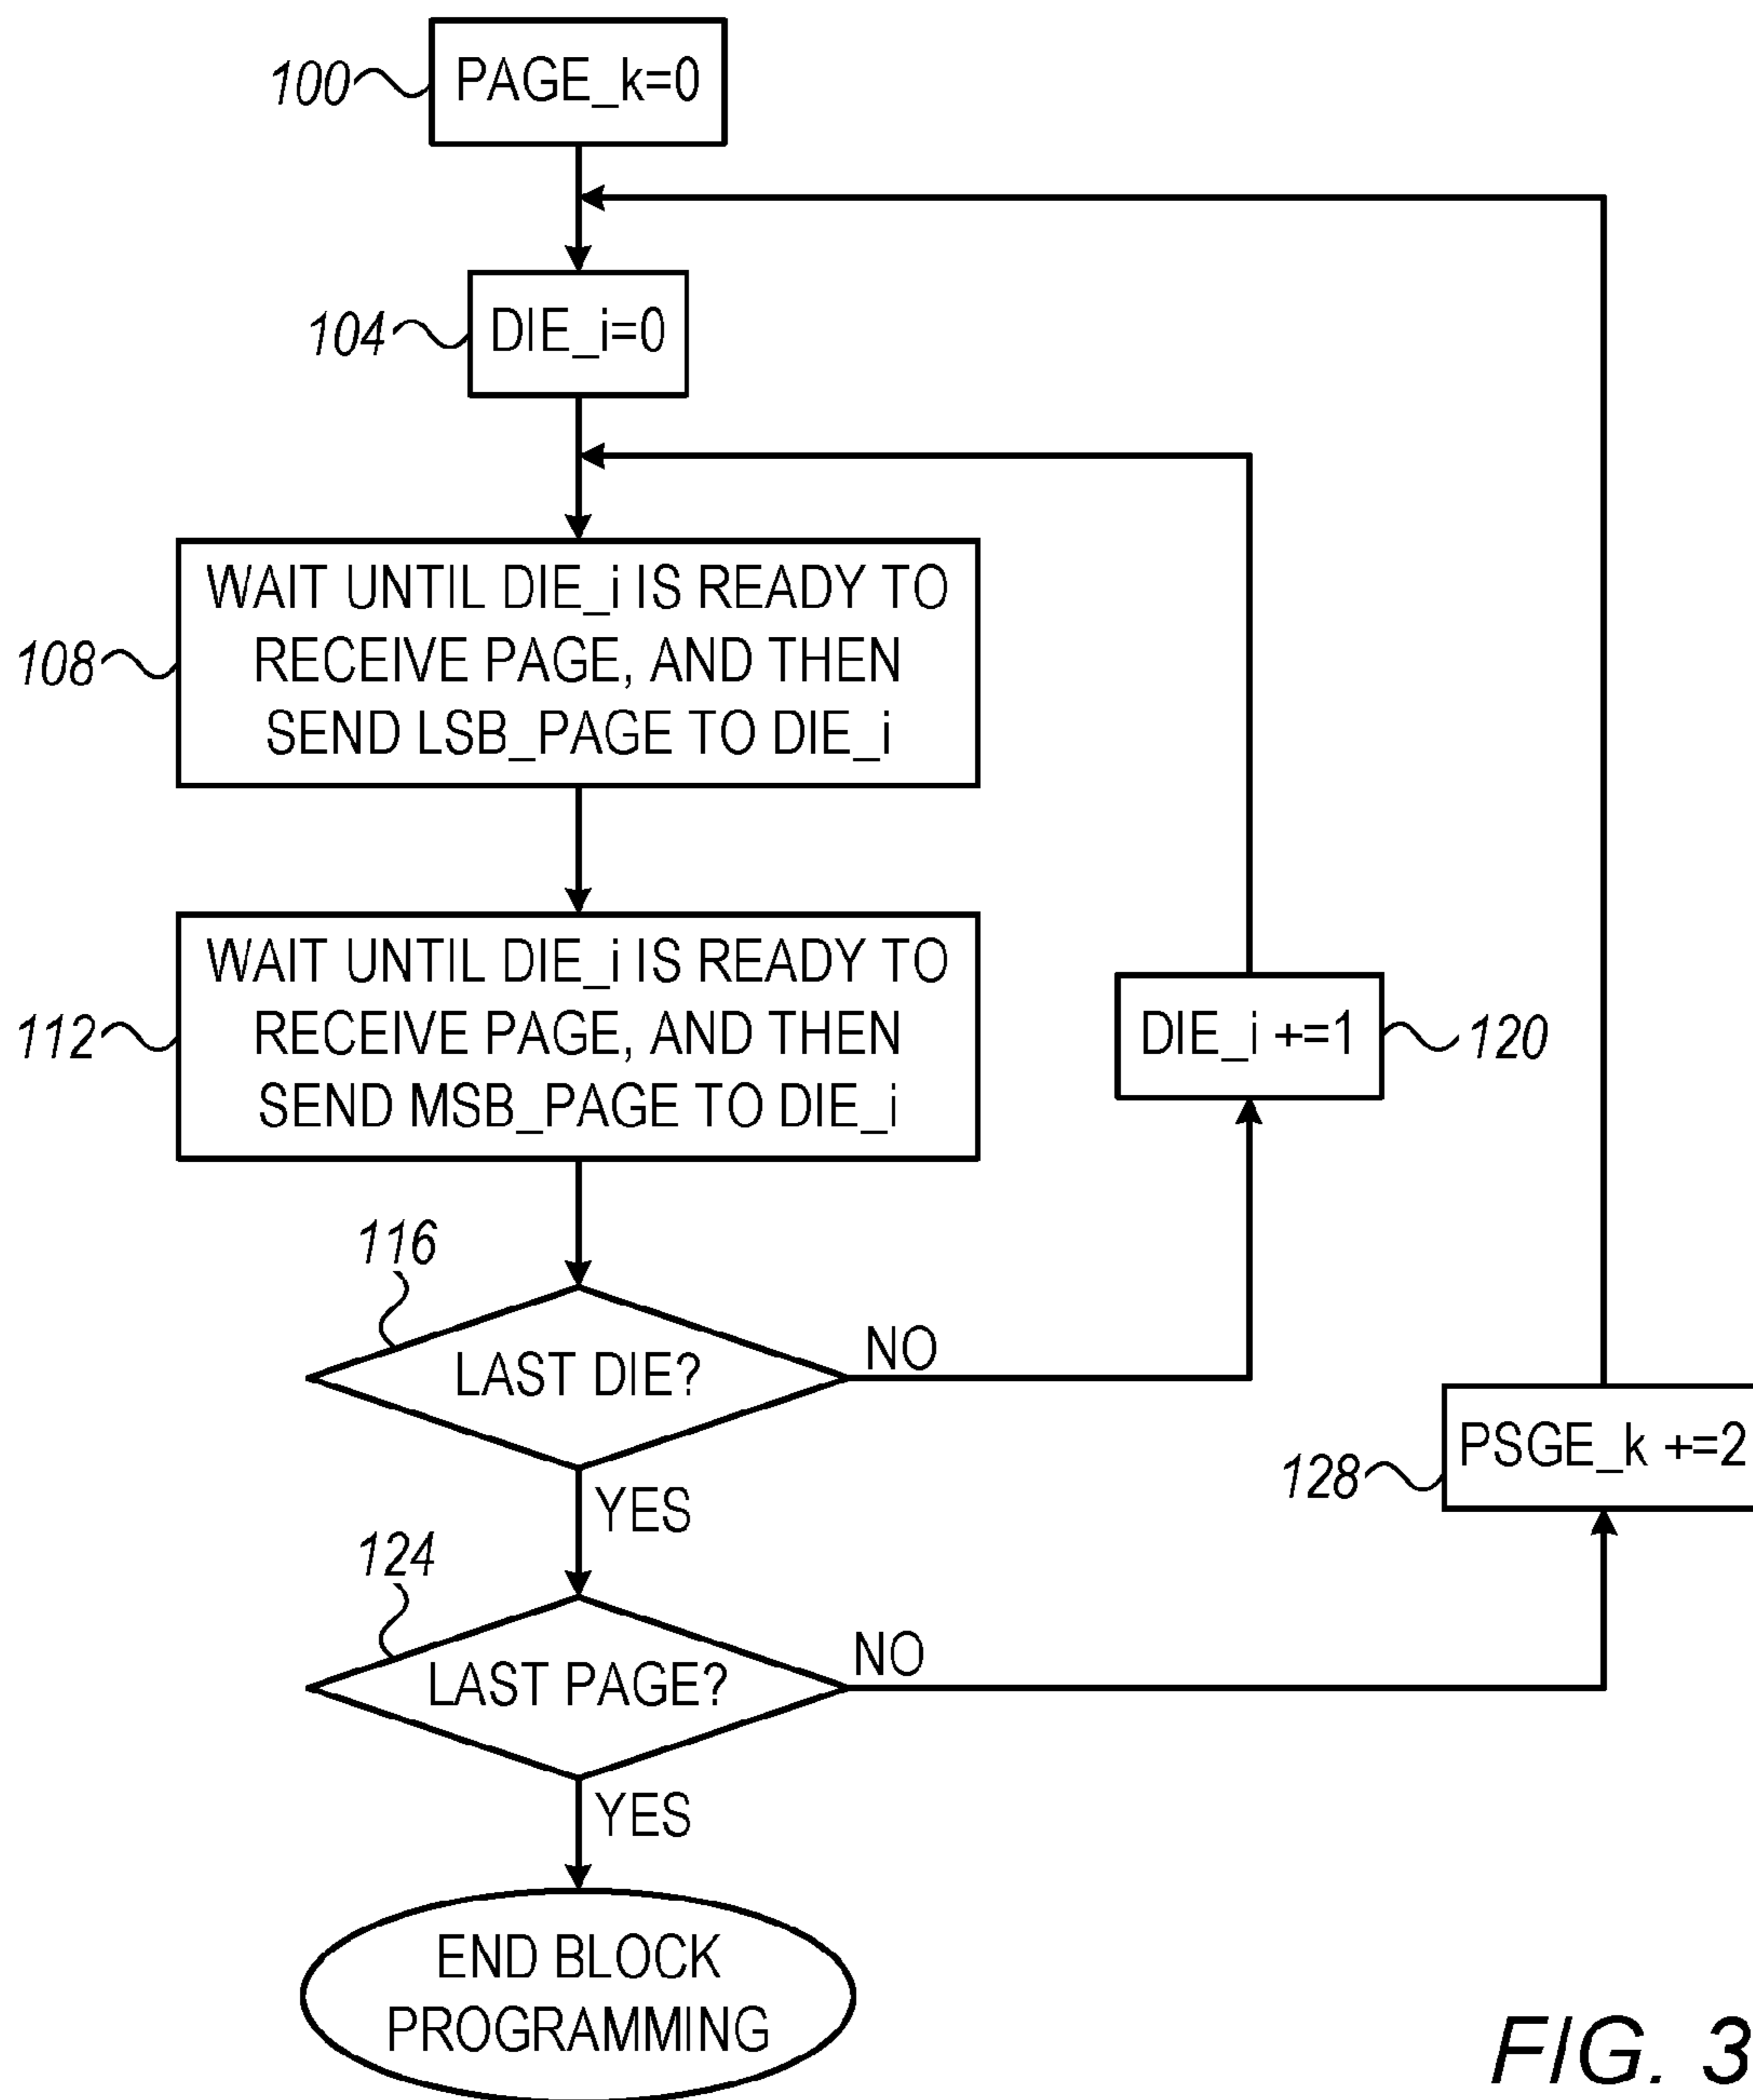 100
PAGE_k=0
104
DIE_i=0
108
WAIT UNTIL DIE_i IS READY TO
RECEIVE PAGE, AND THEN
SEND LSB_PAGE TO DIE_i
112
WAIT UNTIL DIE_i IS READY TO
RECEIVE PAGE, AND THEN
SEND MSB_PAGE TO DIE_i
DIE_i +=1
120
116
LAST DIE?
NO
YES
PSGE_k +=2
128
124
LAST PAGE?
NO
YES
END BLOCK
PROGRAMMING
FIG. 3